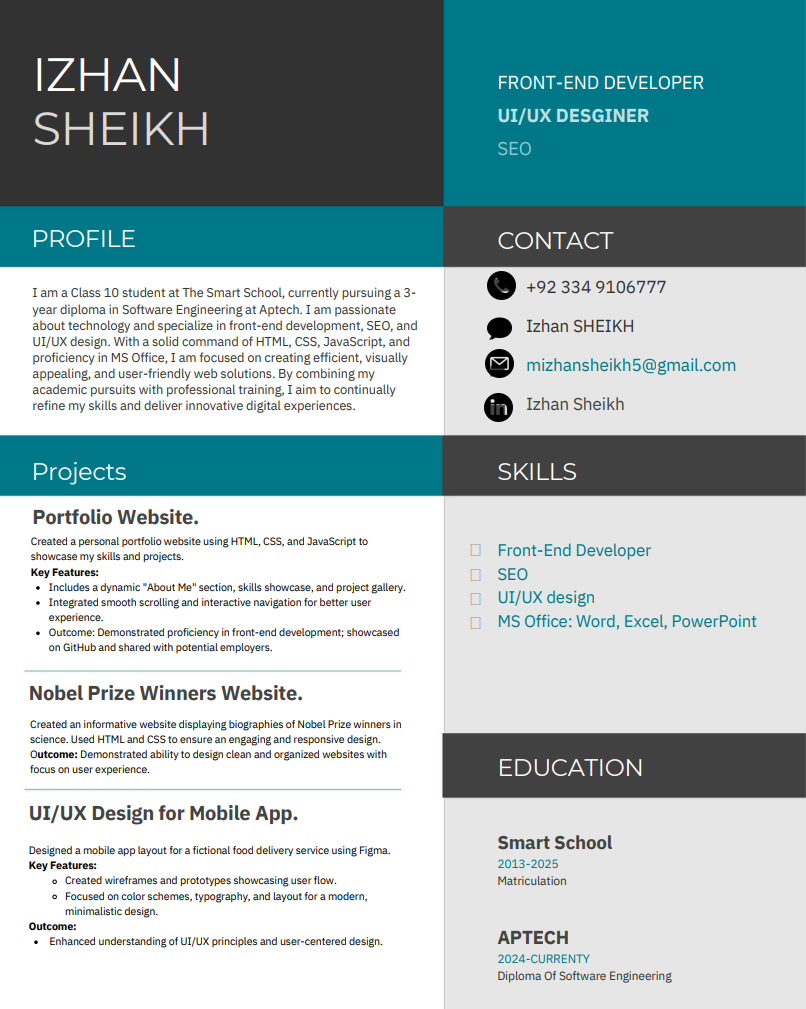 IZHAN
SHEIKH
FRONT-END DEVELOPER
UI/UX DESGINER
SEO
PROFILE
I am a Class 10 student at The Smart School, currently pursuing a 3-
year diploma in Software Engineering at Aptech. I am passionate
about technology and specialize in front-end development, SEO, and
UI/UX design. With a solid command of HTML, CSS, JavaScript, and
proficiency in MS Office, I am focused on creating efficient, visually
appealing, and user-friendly web solutions. By combining my
academic pursuits with professional training, I aim to continually
refine my skills and deliver innovative digital experiences.
Projects
Portfolio Website.
Created a personal portfolio website using HTML, CSS, and JavaScript to
showcase my skills and projects.
Key Features:
• Includes a dynamic "About Me" section, skills showcase, and project gallery.
• Integrated smooth scrolling and interactive navigation for better user
experience.
• Outcome: Demonstrated proficiency in front-end development; showcased
on GitHub and shared with potential employers.
Nobel Prize Winners Website.
Created an informative website displaying biographies of Nobel Prize winners in
science. Used HTML and CSS to ensure an engaging and responsive design.
Outcome: Demonstrated ability to design clean and organized websites with
focus on user experience.
UI/UX Design for Mobile App.
Designed a mobile app layout for a fictional food delivery service using Figma.
Key Features:
◦ Created wireframes and prototypes showcasing user flow.
◦ Focused on color schemes, typography, and layout for a modern,
minimalistic design.
Outcome:
• Enhanced understanding of UI/UX principles and user-centered design.
CONTACT
+92 334 9106777
Izhan SHEIKH
mizhansheikh5@gmail.com
in Izhan Sheikh
SKILLS
Front-End Developer
SEO
UI/UX design
MS Office: Word, Excel, PowerPoint
EDUCATION
Smart School
2013-2025
Matriculation
APTECH
2024-CURRENTY
Diploma Of Software Engineering